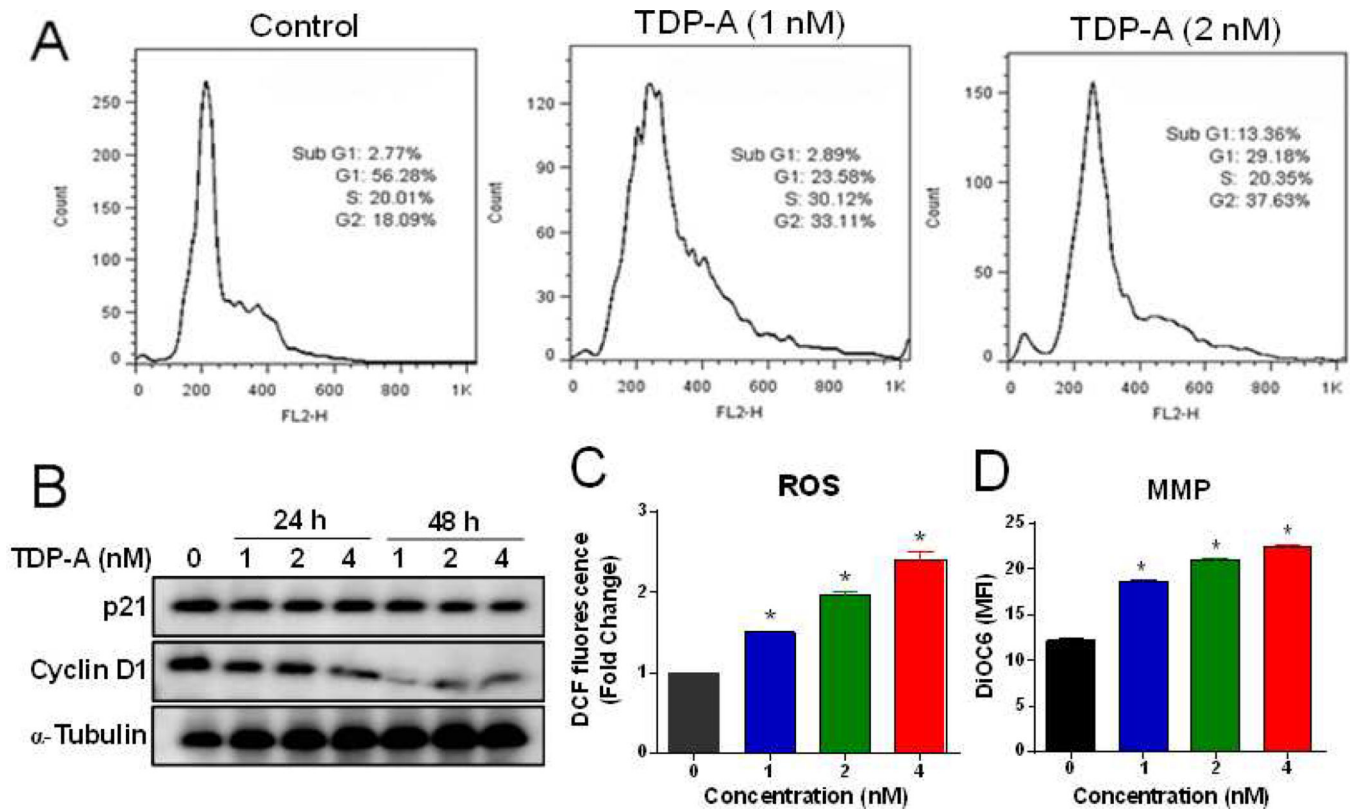 A
Control
TDP-A (1 nM)
TDP-A (2 nM)
Count
250
200
150
100
50
0
Sub G1: 2.77%
G1: 56.28%
S: 20.01%
G2: 18.09%
0 200 400 600 800 1K
FL2-H
Count
120
90
60
30
0
Sub G1: 2.89%
G1: 23.58%
S: 30.12%
G2: 33.11%
0 200 400 600 800 1K
FL2-H
Count
150
100
50
0
Sub G1:13.36%
G1: 29.18%
S: 20.35%
G2: 37.63%
0 200 400 600 800 1K
FL2-H
B
24 h 48 h
TDP-A (nM) 0 1 2 4 1 2 4
p21
Cyclin D1
α-Tubulin
C
ROS
DCF fluorescence
(Fold Change)
3
2
1
0
* * *
0 1 2 4
Concentration (nM)
D
MMP
DiOC6 (MFI)
25
20
15
10
5
0
* * *
0 1 2 4
Concentration (nM)